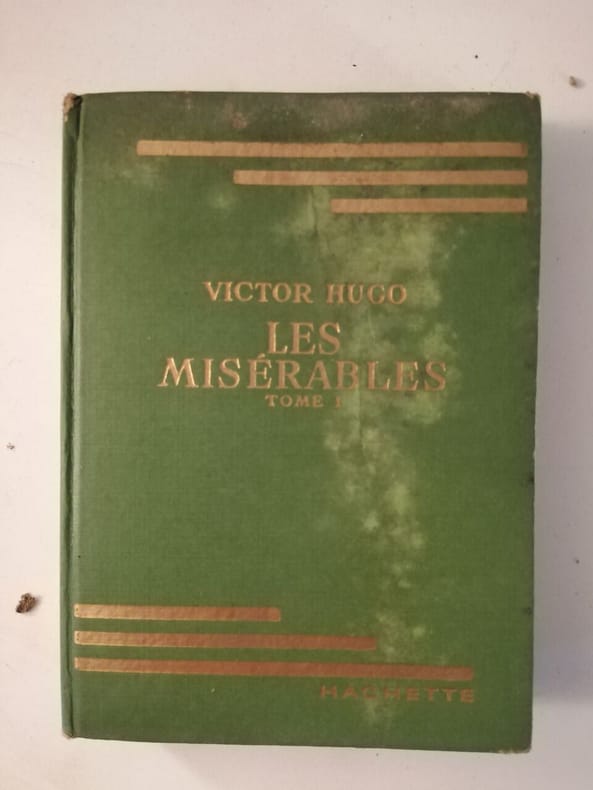 VICTOR HUGO
LES
MISÉRABLES
TOME I
HACHETTE